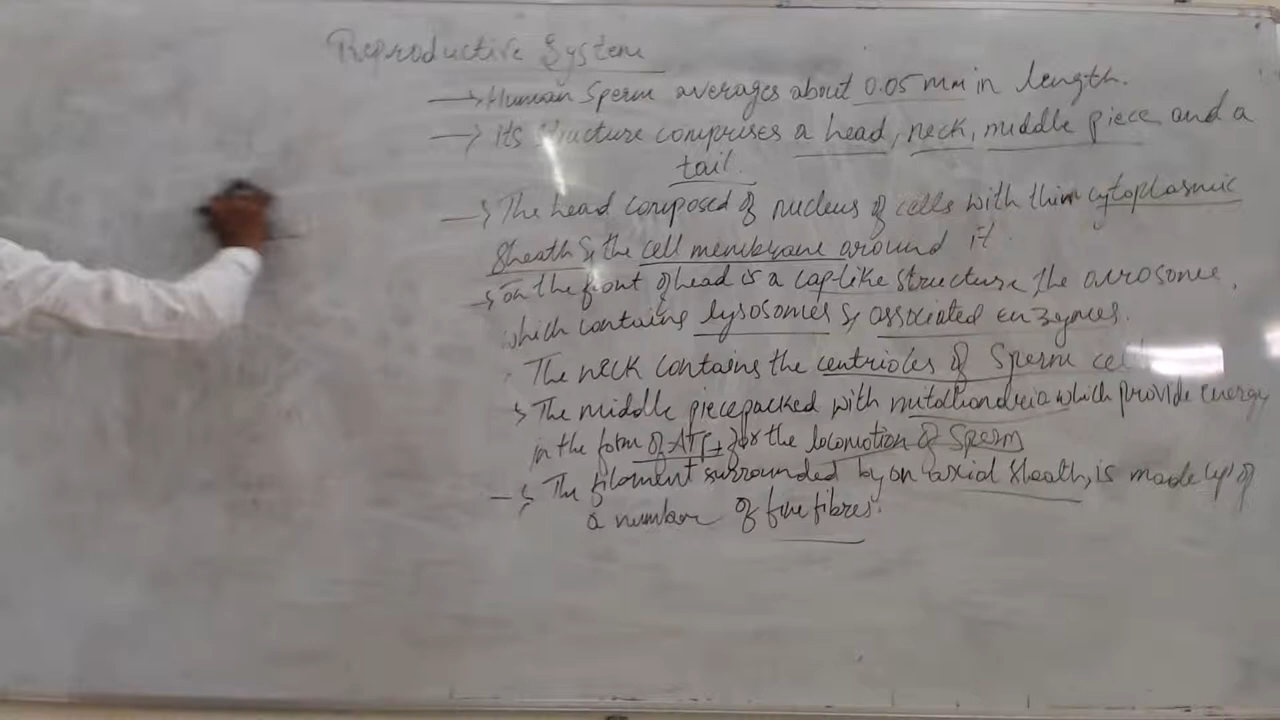 Reproductive System
→ Human Sperm averages about 0.05 mm in length.
→ Its structure comprises a head, neck, middle piece and a
tail.
→ The head composed of nucleus of cells with thin cytoplasmic
Sheath & the cell membrane around it.
→ on the front of head is a cap-like structure the acrosome,
which contains lysosomes & associated enzymes.
The neck contains the centrioles of Sperm cell
→ The middle piece packed with mitochondria which provide energy
in the form of ATP for the locomotion of Sperm
→ The filament surrounded by an axial sheath, is made up of
a number of fine fibres.